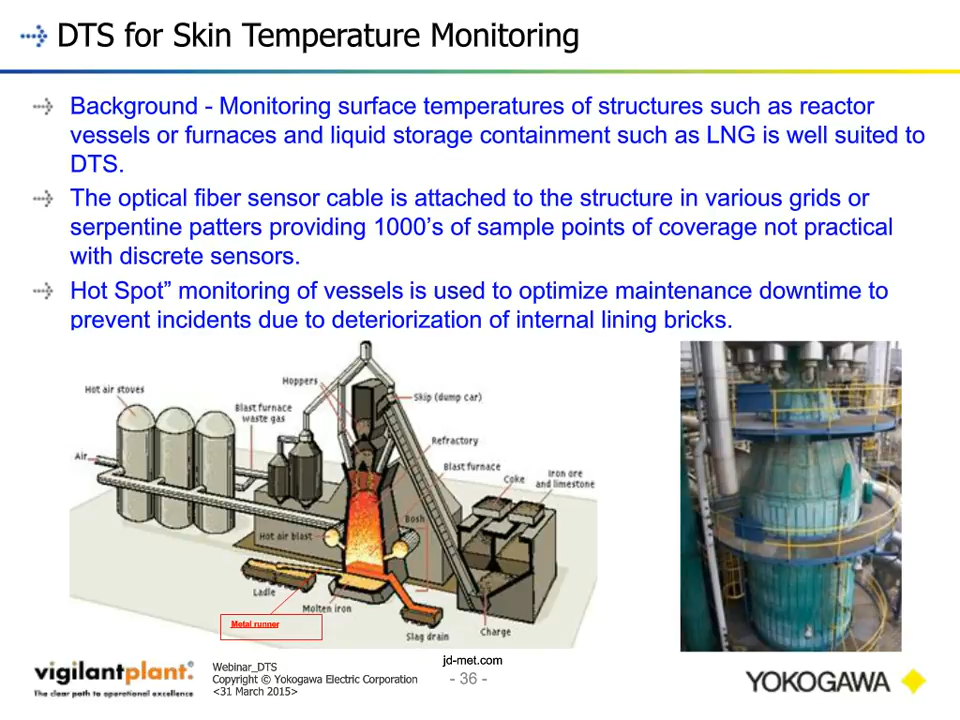 DTS for Skin Temperature Monitoring
Background - Monitoring surface temperatures of structures such as reactor
vessels or furnaces and liquid storage containment such as LNG is well suited to
DTS.
The optical fiber sensor cable is attached to the structure in various grids or
serpentine patters providing 1000’s of sample points of coverage not practical
with discrete sensors.
Hot Spot” monitoring of vessels is used to optimize maintenance downtime to
prevent incidents due to deteriorization of internal lining bricks.
Hot air stoves
Hoppers
Skip (dump car)
Blast furnace
waste gas
Refractory
Air
Blast furnace
Coke
Iron ore
and limestone
Bosh
Hot air blast
Ladle
Molten iron
Metal runner
Slag drain
Charge
vigilantplant.®
The clear path to operational excellence
Webinar_DTS
Copyright © Yokogawa Electric Corporation
<31 March 2015>
jd-met.com
- 36 -
YOKOGAWA